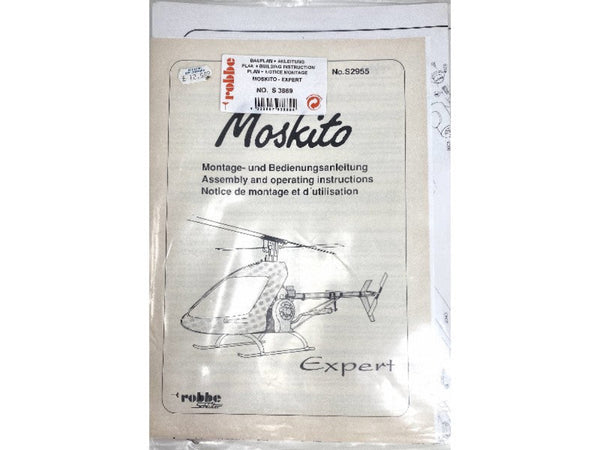 robbe
BAUPLAN + ANLEITUNG
PLAN + BUILDING INSTRUCTION
PLAN + NOTICE MONTAGE
MOSKITO - EXPERT
NO. S 3869
No.S2955
Moskito
Montage- und Bedienungsanleitung
Assembly and operating instructions
Notice de montage et d'utilisation
Expert
robbe
Schlüter